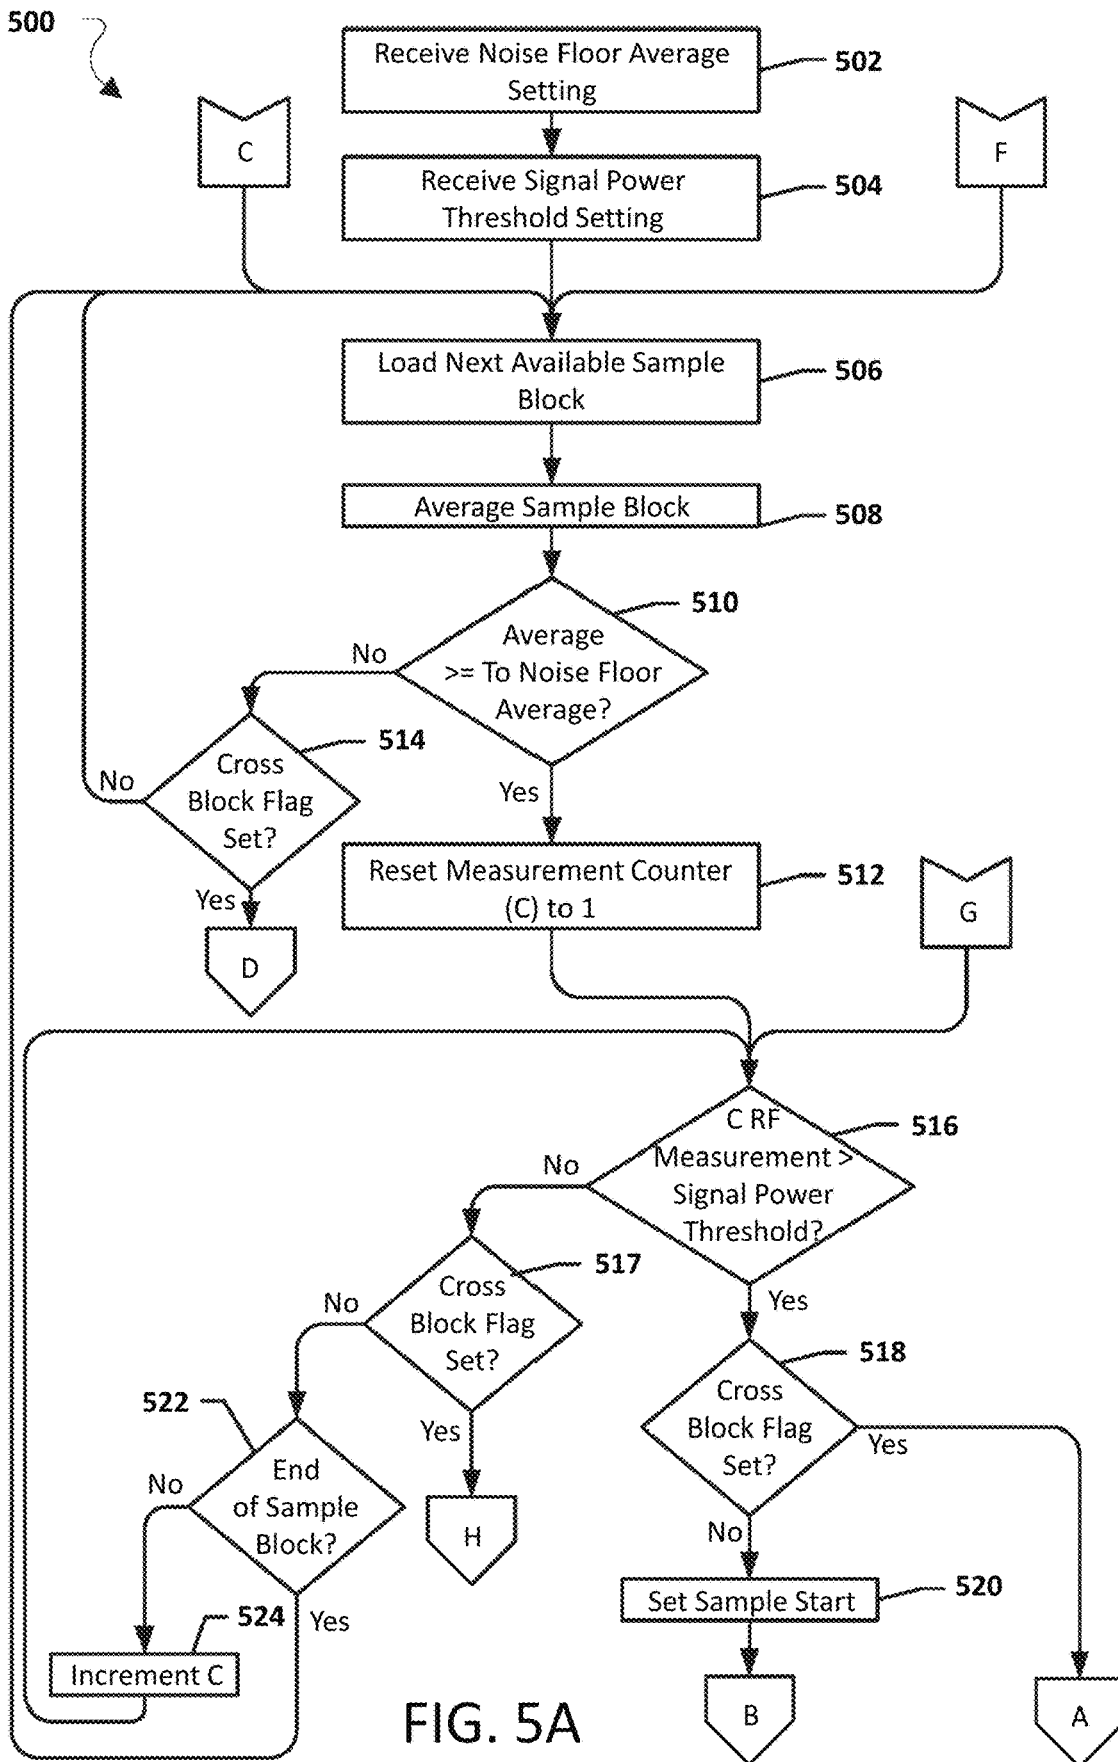 500
Receive Noise Floor Average
Setting
502
C
F
Receive Signal Power
Threshold Setting
504
Load Next Available Sample
Block
506
Average Sample Block
508
510
Average
>= To Noise Floor
Average?
No
514
Cross
Block Flag
Set?
No
Yes
Yes
Reset Measurement Counter
(C) to 1
512
G
D
C RF
Measurement >
Signal Power
Threshold?
516
No
517
Cross
Block Flag
Set?
No
Yes
Yes
518
Cross
Block Flag
Set?
Yes
522
End
of Sample
Block?
No
H
No
Set Sample Start
520
524
Yes
Increment C
B
A
FIG. 5A